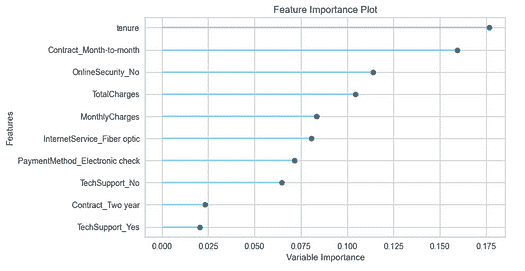 Feature Importance Plot
Features
tenure
Contract_Month-to-month
OnlineSecurity_No
TotalCharges
MonthlyCharges
InternetService_Fiber optic
PaymentMethod_Electronic check
TechSupport_No
Contract_Two year
TechSupport_Yes
0.000 0.025 0.050 0.075 0.100 0.125 0.150 0.175
Variable Importance